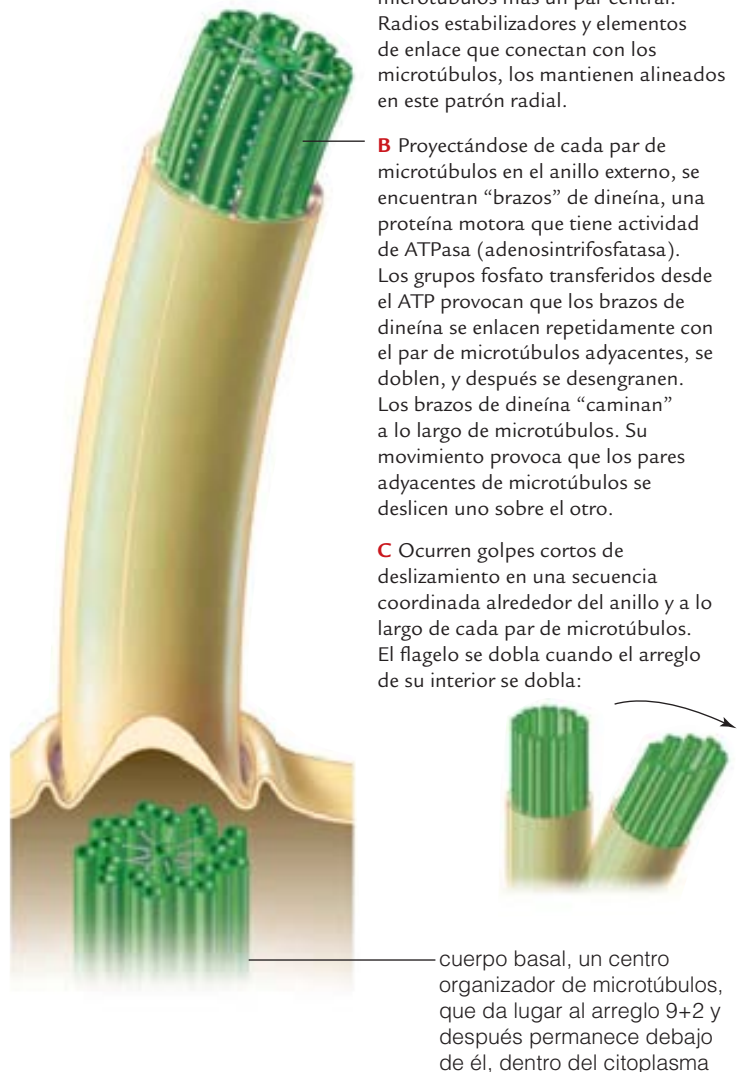 microtúbulos más un par central.
Radios estabilizadores y elementos
de enlace que conectan con los
microtúbulos, los mantienen alineados
en este patrón radial.
B Proyectándose de cada par de
microtúbulos en el anillo externo, se
encuentran “brazos” de dineína, una
proteína motora que tiene actividad
de ATPasa (adenosintrifosfatasa).
Los grupos fosfato transferidos desde
el ATP provocan que los brazos de
dineína se enlacen repetidamente con
el par de microtúbulos adyacentes, se
doblen, y después se desengranen.
Los brazos de dineína “caminan”
a lo largo de microtúbulos. Su
movimiento provoca que los pares
adyacentes de microtúbulos se
deslicen uno sobre el otro.
C Ocurren golpes cortos de
deslizamiento en una secuencia
coordinada alrededor del anillo y a lo
largo de cada par de microtúbulos.
El flagelo se dobla cuando el arreglo
de su interior se dobla:
cuerpo basal, un centro
organizador de microtúbulos,
que da lugar al arreglo 9+2 y
después permanece debajo
de él, dentro del citoplasma